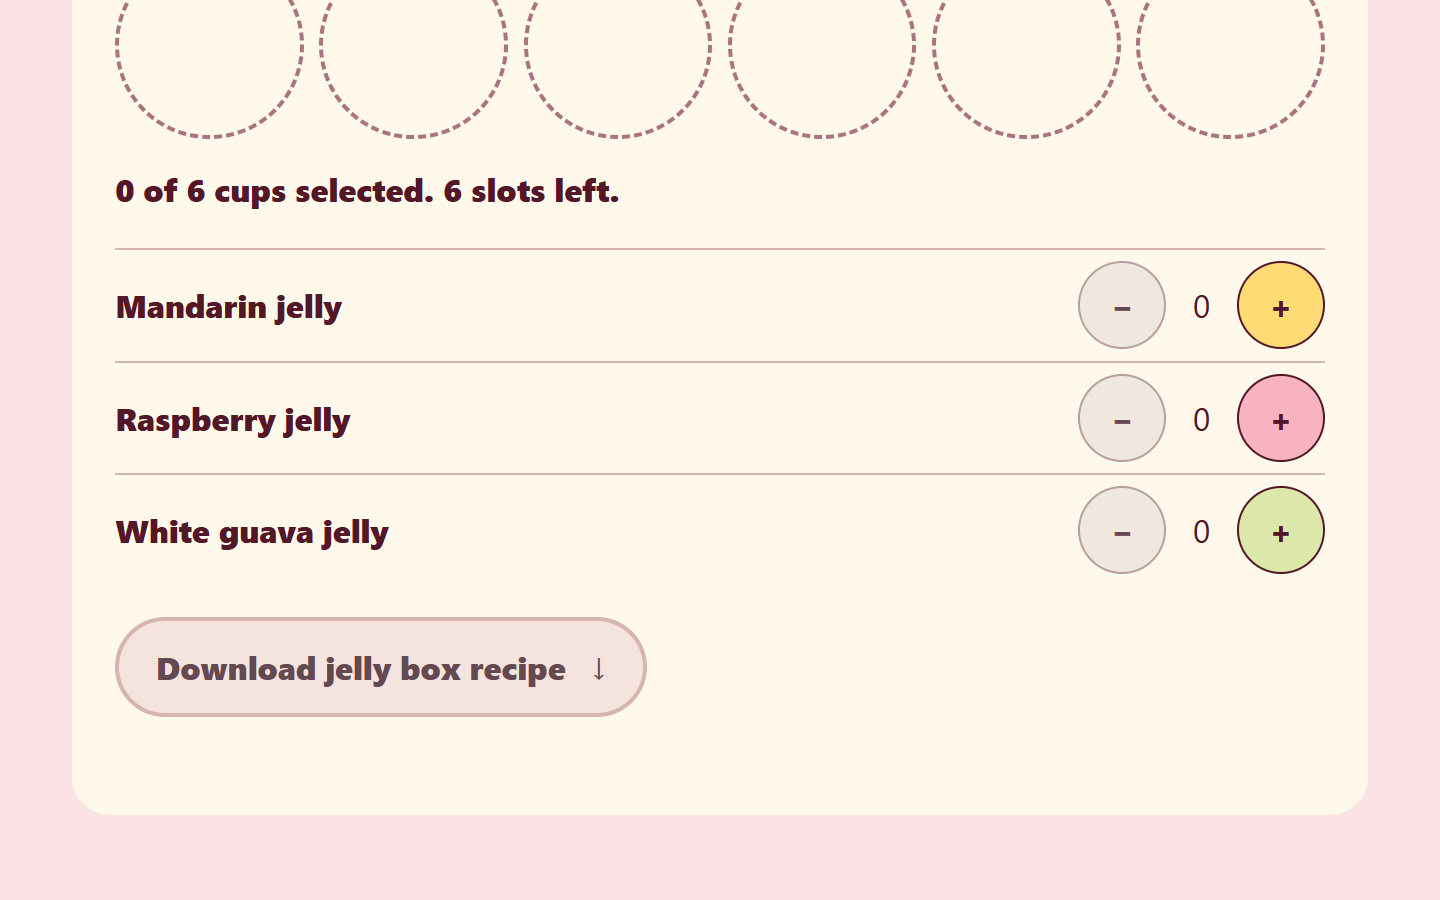 0 of 6 cups selected. 6 slots left.
Mandarin jelly − 0 +
Raspberry jelly − 0 +
White guava jelly − 0 +
Download jelly box recipe ↓